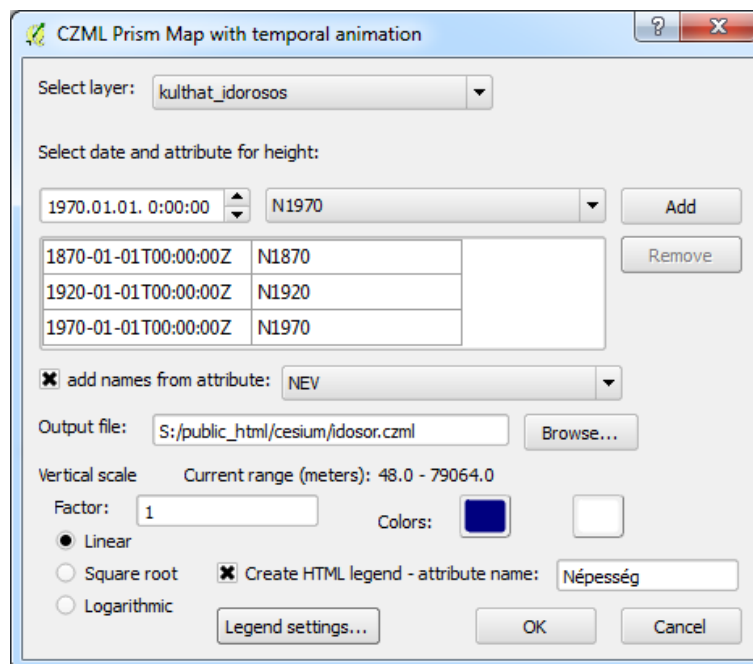 CZML Prism Map with temporal animation
Select layer: kulthat_idorosos
Select date and attribute for height:
1970.01.01. 0:00:00 N1970 Add
1870-01-01T00:00:00Z N1870 Remove
1920-01-01T00:00:00Z N1920
1970-01-01T00:00:00Z N1970
add names from attribute: NEV
Output file: S:/public_html/cesium/idosor.czml Browse...
Vertical scale Current range (meters): 48.0 - 79064.0
Factor: 1 Colors:
Linear
Square root Create HTML legend - attribute name: Népesség
Logarithmic
Legend settings... OK Cancel